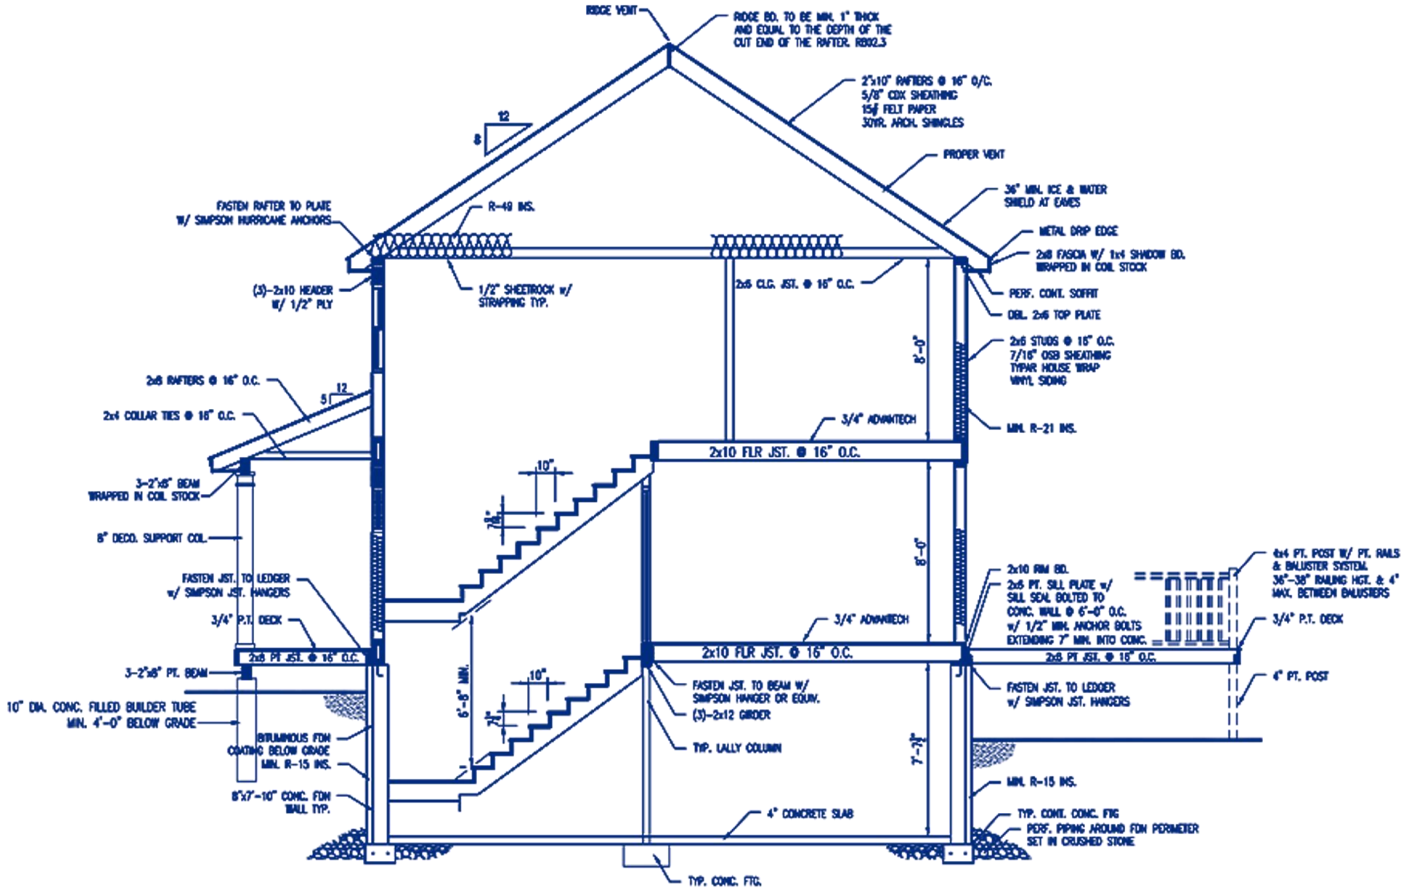 RIDGE VENT
RIDGE BD. TO BE MIN. 1" THICK
AND EQUAL TO THE DEPTH OF THE
CUT END OF THE RAFTER. R802.3
2"x10" RAFTERS @ 16" O/C.
5/8" CDX SHEATHING
15# FELT PAPER
30YR. ARCH. SHINGLES
12
8
PROPER VENT
36" MIN. ICE & WATER
SHIELD AT EAVES
FASTEN RAFTER TO PLATE
W/ SIMPSON HURRICANE ANCHORS
R-49 INS.
METAL DRIP EDGE
2x8 FASCIA W/ 1x4 SHADOW BD.
WRAPPED IN COIL STOCK
(3)-2x10 HEADER
W/ 1/2" PLY
1/2" SHEETROCK w/
STRAPPING TYP.
2x6 CLG. JST. @ 16" O.C.
PERF. CONT. SOFFIT
DBL. 2x6 TOP PLATE
8'-0"
2x6 STUDS @ 16" O.C.
7/16" OSB SHEATHING
TYPAR HOUSE WRAP
VINYL SIDING
2x8 RAFTERS @ 16" O.C.
12
5
2x4 COLLAR TIES @ 16" O.C.
3/4" ADVANTECH
MIN. R-21 INS.
2x10 FLR JST. @ 16" O.C.
10"
3-2"x8" BEAM
WRAPPED IN COIL STOCK
8" DECO. SUPPORT COL.
8'-0"
FASTEN JST. TO LEDGER
w/ SIMPSON JST. HANGERS
2x10 RIM BD.
2x6 PT. SILL PLATE w/
SILL SEAL BOLTED TO
CONC. WALL @ 6'-0" O.C.
w/ 1/2" MIN. ANCHOR BOLTS
EXTENDING 7" MIN. INTO CONC.
4x4 PT. POST W/ PT. RAILS
& BALUSTER SYSTEM.
36"-38" RAILING HGT. & 4"
MAX. BETWEEN BALUSTERS
3/4" P.T. DECK
3/4" ADVANTECH
3/4" P.T. DECK
2x8 PT JST. @ 16" O.C.
2x10 FLR JST. @ 16" O.C.
2x8 PT JST. @ 16" O.C.
3-2"x8" PT. BEAM
6'-8" MIN.
10"
FASTEN JST. TO BEAM W/
SIMPSON HANGER OR EQUIV.
(3)-2x12 GIRDER
FASTEN JST. TO LEDGER
w/ SIMPSON JST. HANGERS
4" PT. POST
10" DIA. CONC. FILLED BUILDER TUBE
MIN. 4'-0" BELOW GRADE
BITUMINOUS FDN
COATING BELOW GRADE
MIN. R-15 INS.
TYP. LALLY COLUMN
MIN. R-15 INS.
8"x7'-10" CONC. FDN
WALL TYP.
4" CONCRETE SLAB
TYP. CONT. CONC. FTG
PERF. PIPING AROUND FDN PERIMETER
SET IN CRUSHED STONE
TYP. CONC. FTG.